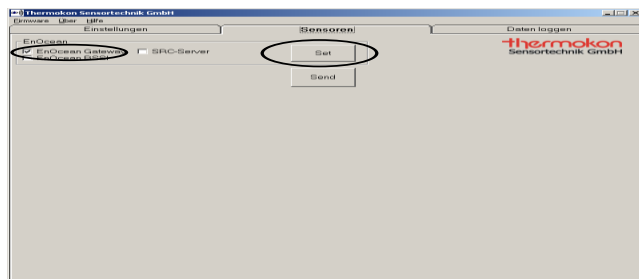 Thermokon Sensortechnik GmbH
Firmware Über Hilfe
Einstellungen Sensoren Daten loggen
EnOcean
EnOcean Gateway SRC-Server Set
EnOcean RSSI
thermokon
Sensortechnik GmbH
Send